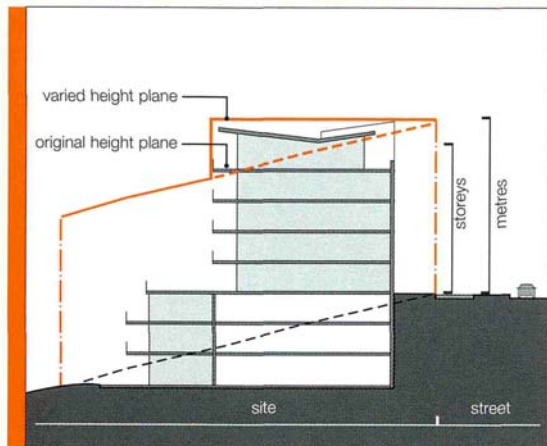 varied height plane
original height plane
storeys
metres
site
street